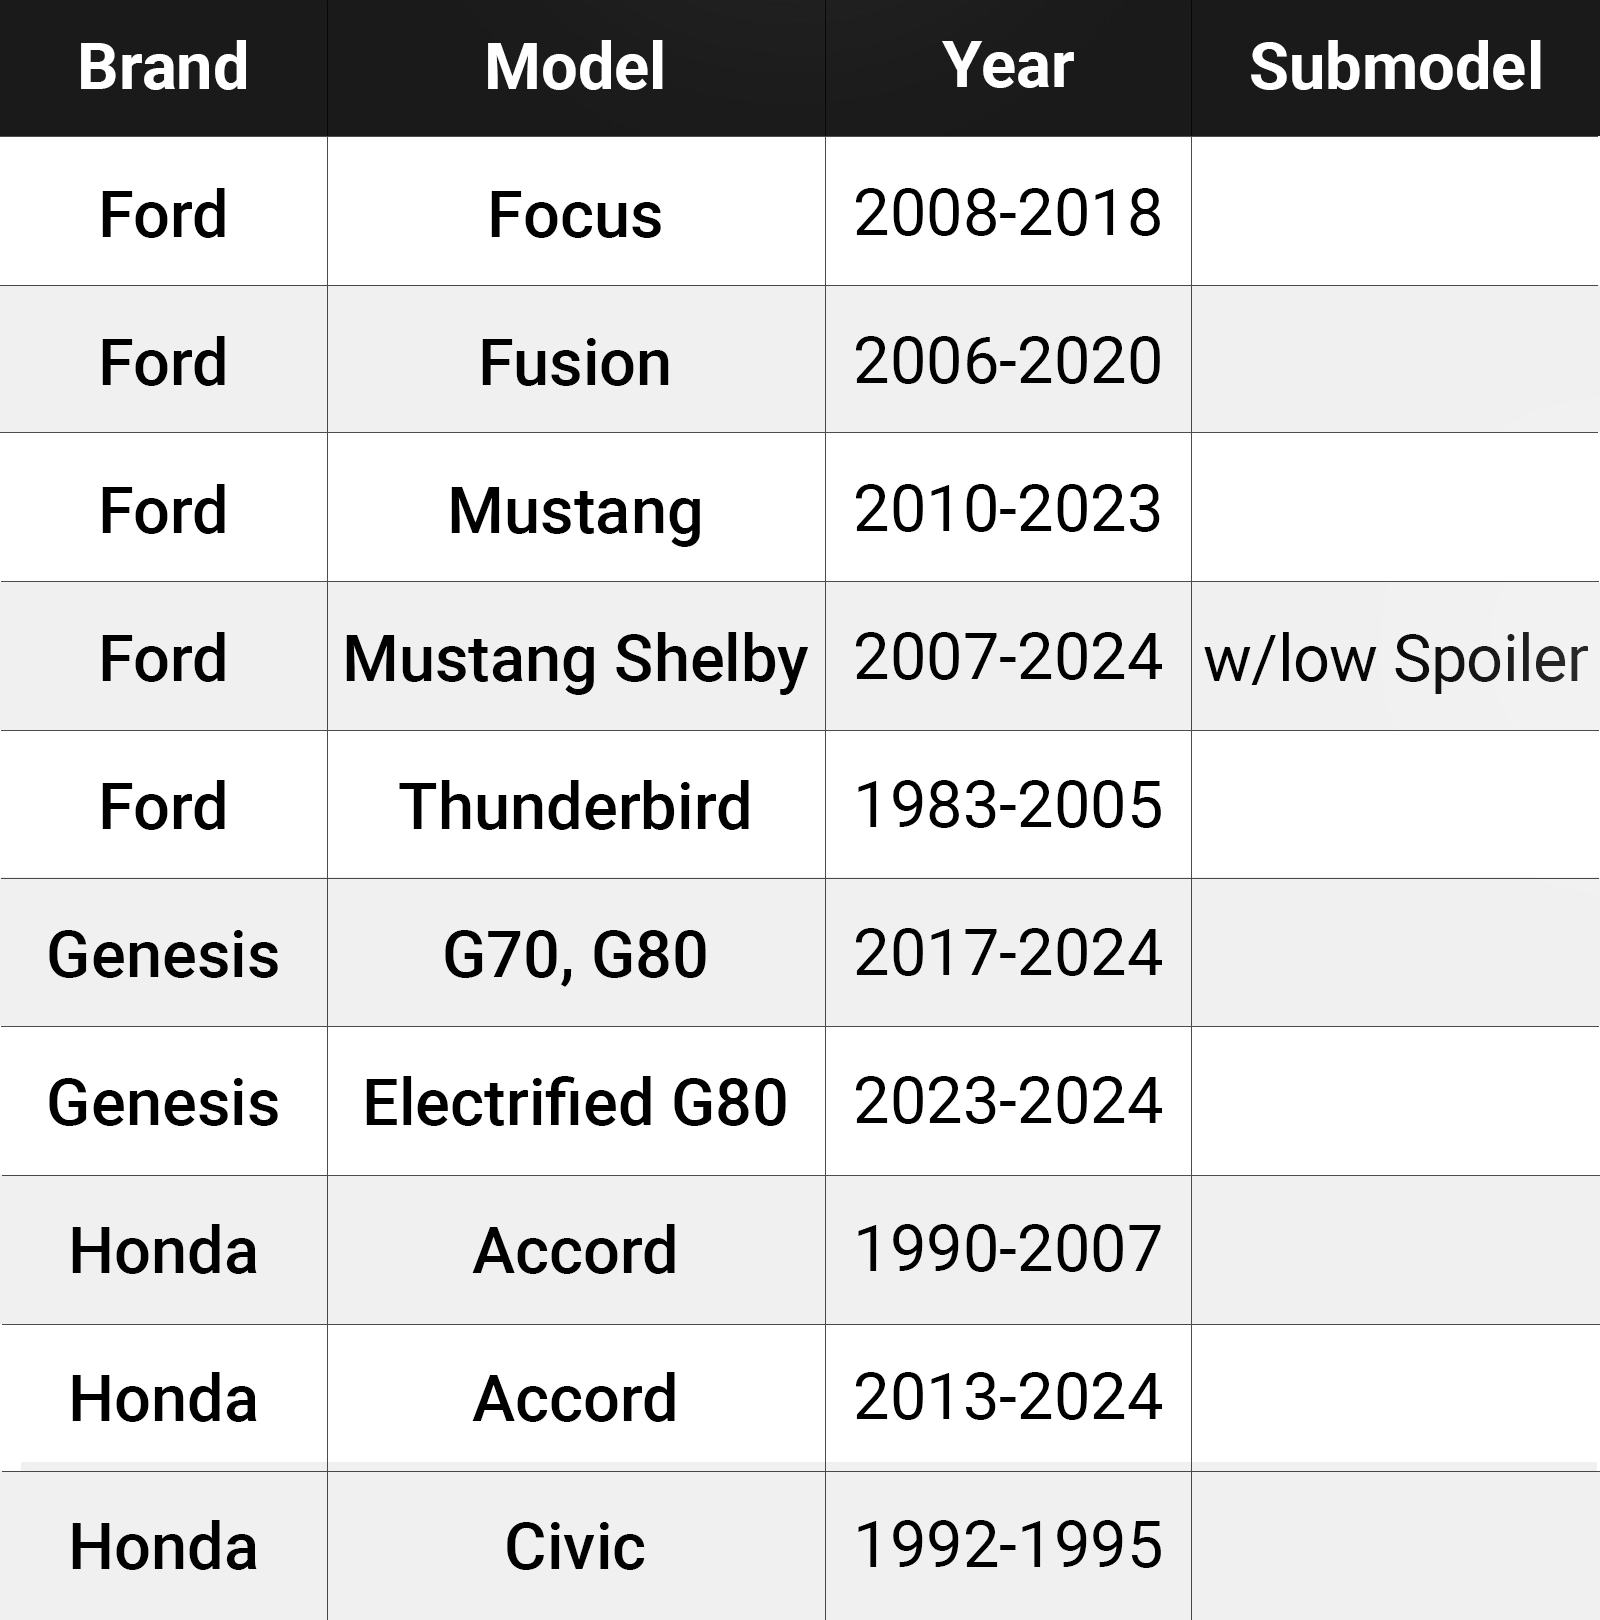 Brand Model Year Submodel
Ford Focus 2008-2018
Ford Fusion 2006-2020
Ford Mustang 2010-2023
Ford Mustang Shelby 2007-2024 w/low Spoiler
Ford Thunderbird 1983-2005
Genesis G70, G80 2017-2024
Genesis Electrified G80 2023-2024
Honda Accord 1990-2007
Honda Accord 2013-2024
Honda Civic 1992-1995